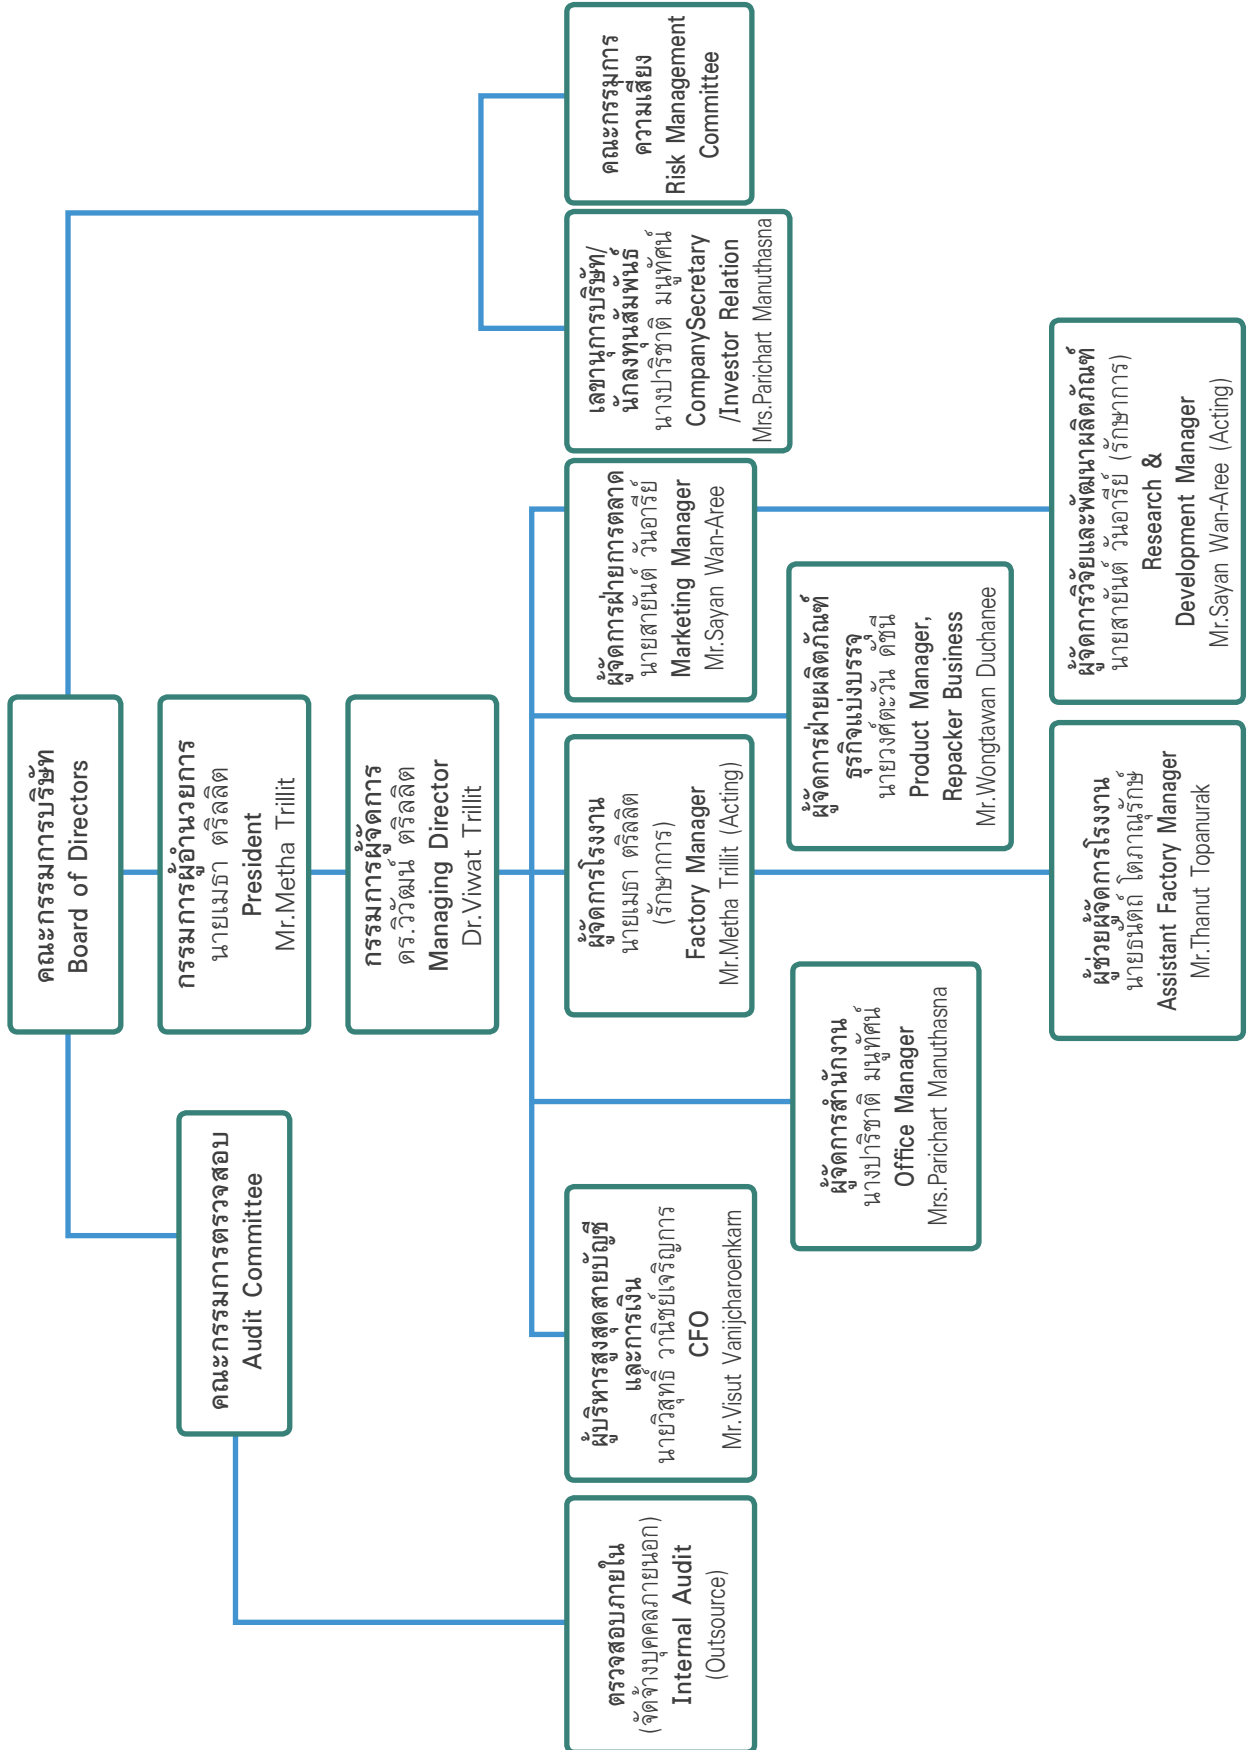 คณะกรรมการบริษัท
Board of Directors
กรรมการผู้อำนวยการ
นายเมธา ตริลลิต
President
Mr.Metha Trillit
กรรมการผู้จัดการ
ดร.วิวัฒน์ ตริลลิต
Managing Director
Dr.Viwat Trillit
คณะกรรมการตรวจสอบ
Audit Committee
ตรวจสอบภายใน
(จัดจ้างบุคคลภายนอก)
Internal Audit
(Outsource)
ผู้บริหารสูงสุดสายบัญชี
และการเงิน
นายวิสุทธิ์ วานิชย์เจริญการ
CFO
Mr.Visut Vanijcharoenkarn
ผู้จัดการสำนักงาน
นางปาริชาติ มนูทัศน์
Office Manager
Mrs.Parichart Manuthasna
ผู้จัดการโรงงาน
นายเมธา ตริลลิต
(รักษาการ)
Factory Manager
Mr.Metha Trillit (Acting)
ผู้จัดการฝ่ายผลิตภัณฑ์
ธุรกิจแบ่งบรรจุ
นายวงศ์ตะวัน ดัชุนี
Product Manager,
Repacker Business
Mr.Wongtawan Duchanee
ผู้จัดการฝ่ายการตลาด
นายสายันต์ วันอารีย์
Marketing Manager
Mr.Sayan Wan-Aree
เลขานุการบริษัท/
นักลงทุนสัมพันธ์
นางปาริชาติ มนูทัศน์
CompanySecretary
/Investor Relation
Mrs.Parichart Manuthasna
คณะกรรมการ
ความเสี่ยง
Risk Management
Committee
ผู้ช่วยผู้จัดการโรงงาน
นายธนัตถ์ โตภาณุรักษ์
Assistant Factory Manager
Mr.Thanut Topanurak
ผู้จัดการวิจัยและพัฒนาผลิตภัณฑ์
นายสายันต์ วันอารีย์ (รักษาการ)
Research &
Development Manager
Mr.Sayan Wan-Aree (Acting)